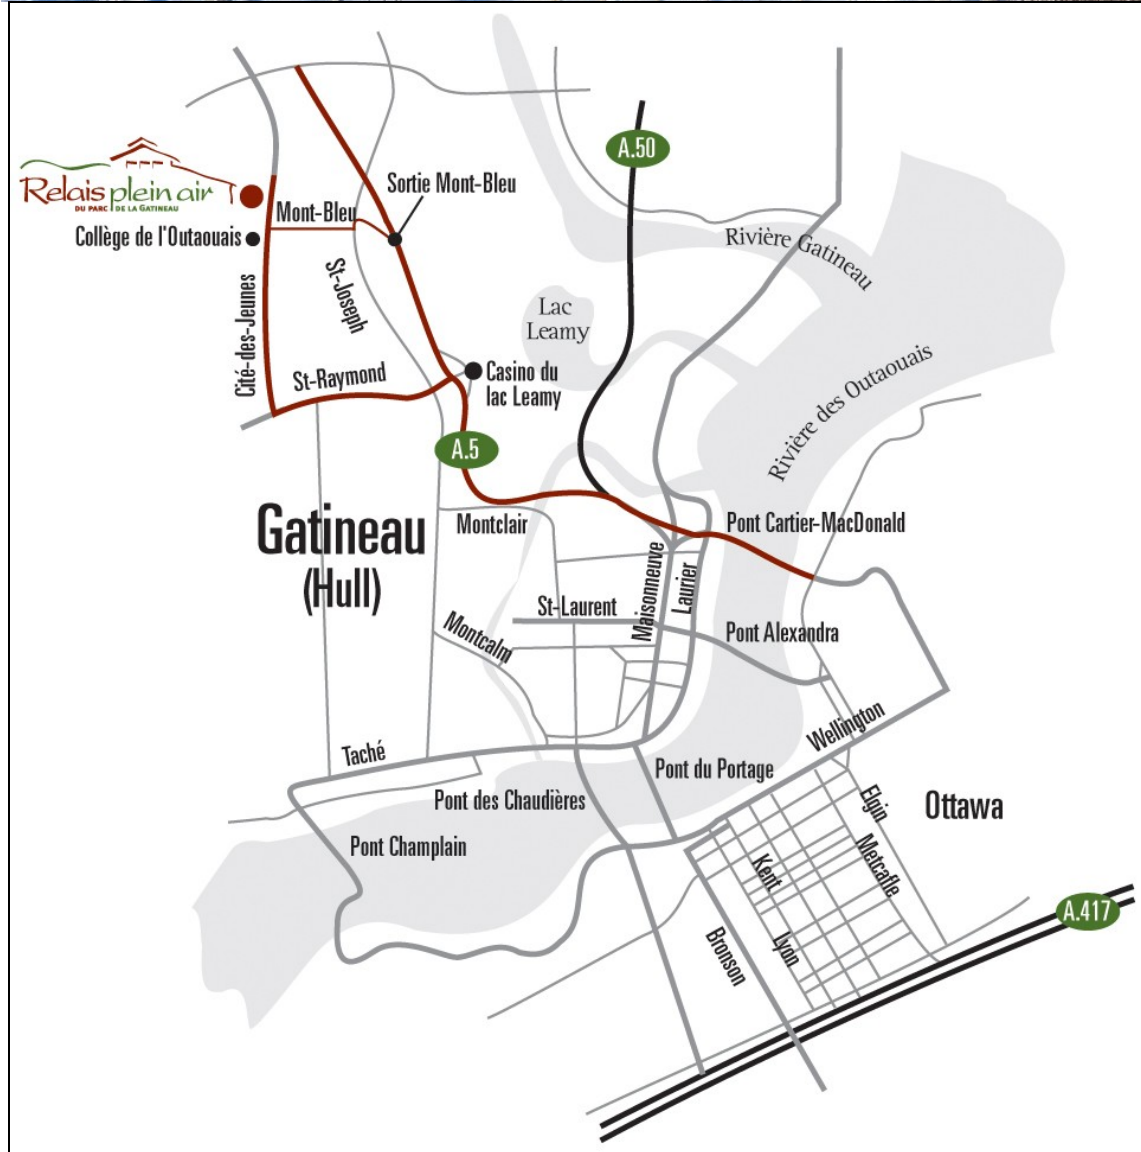 A.50
Relais plein air
DU PARC DE LA GATINEAU
Sortie Mont-Bleu
Mont-Bleu
Collège de l'Outaouais
Rivière Gatineau
St-Joseph
Cité-des-Jeunes
Lac
Leamy
St-Raymond
Casino du
lac Leamy
Rivière des Outaouais
A.5
Gatineau
(Hull)
Montclair
Pont Cartier-MacDonald
Maisonneuve
Laurier
St-Laurent
Montcalm
Pont Alexandra
Wellington
Taché
Pont du Portage
Pont des Chaudières
Elgin
Ottawa
Pont Champlain
Metcafle
Kent
A.417
Bronson
Lyon